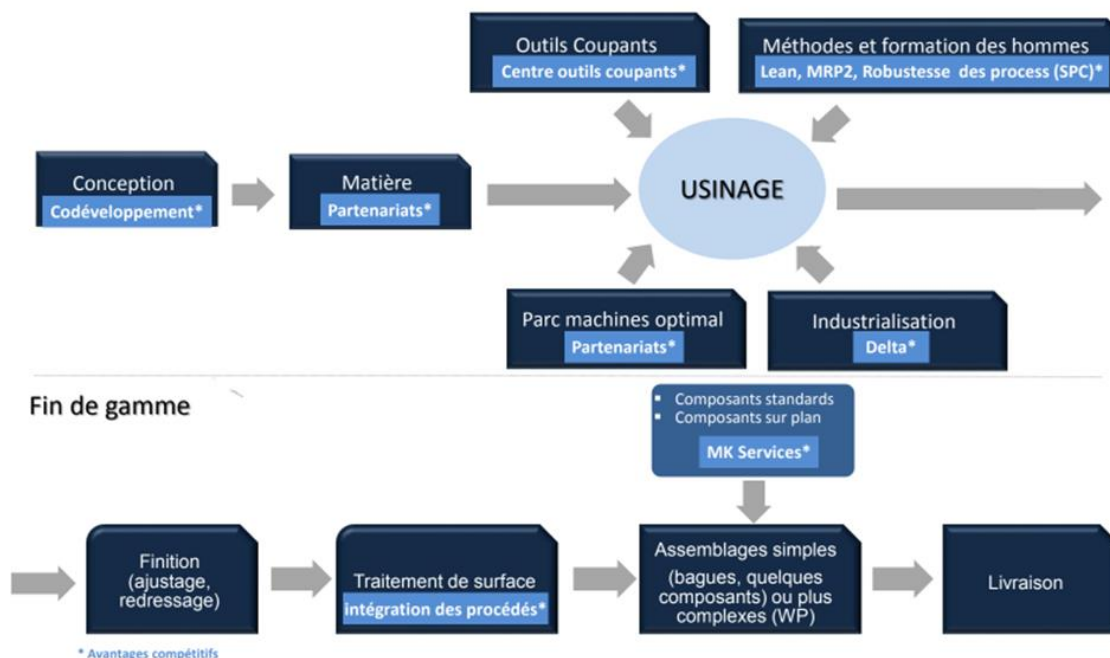 Outils Coupants
Centre outils coupants*
Méthodes et formation des hommes
Lean, MRP2, Robustesse des process (SPC)*
Conception
Codéveloppement*
Matière
Partenariats*
USINAGE
Parc machines optimal
Partenariats*
Industrialisation
Delta*
Fin de gamme
Composants standards
Composants sur plan
MK Services*
Finition
(ajustage,
redressage)
Traitement de surface
intégration des procédés*
Assemblages simples
(bagues, quelques
composants) ou plus
complexes (WP)
Livraison
* Avantages compétitifs